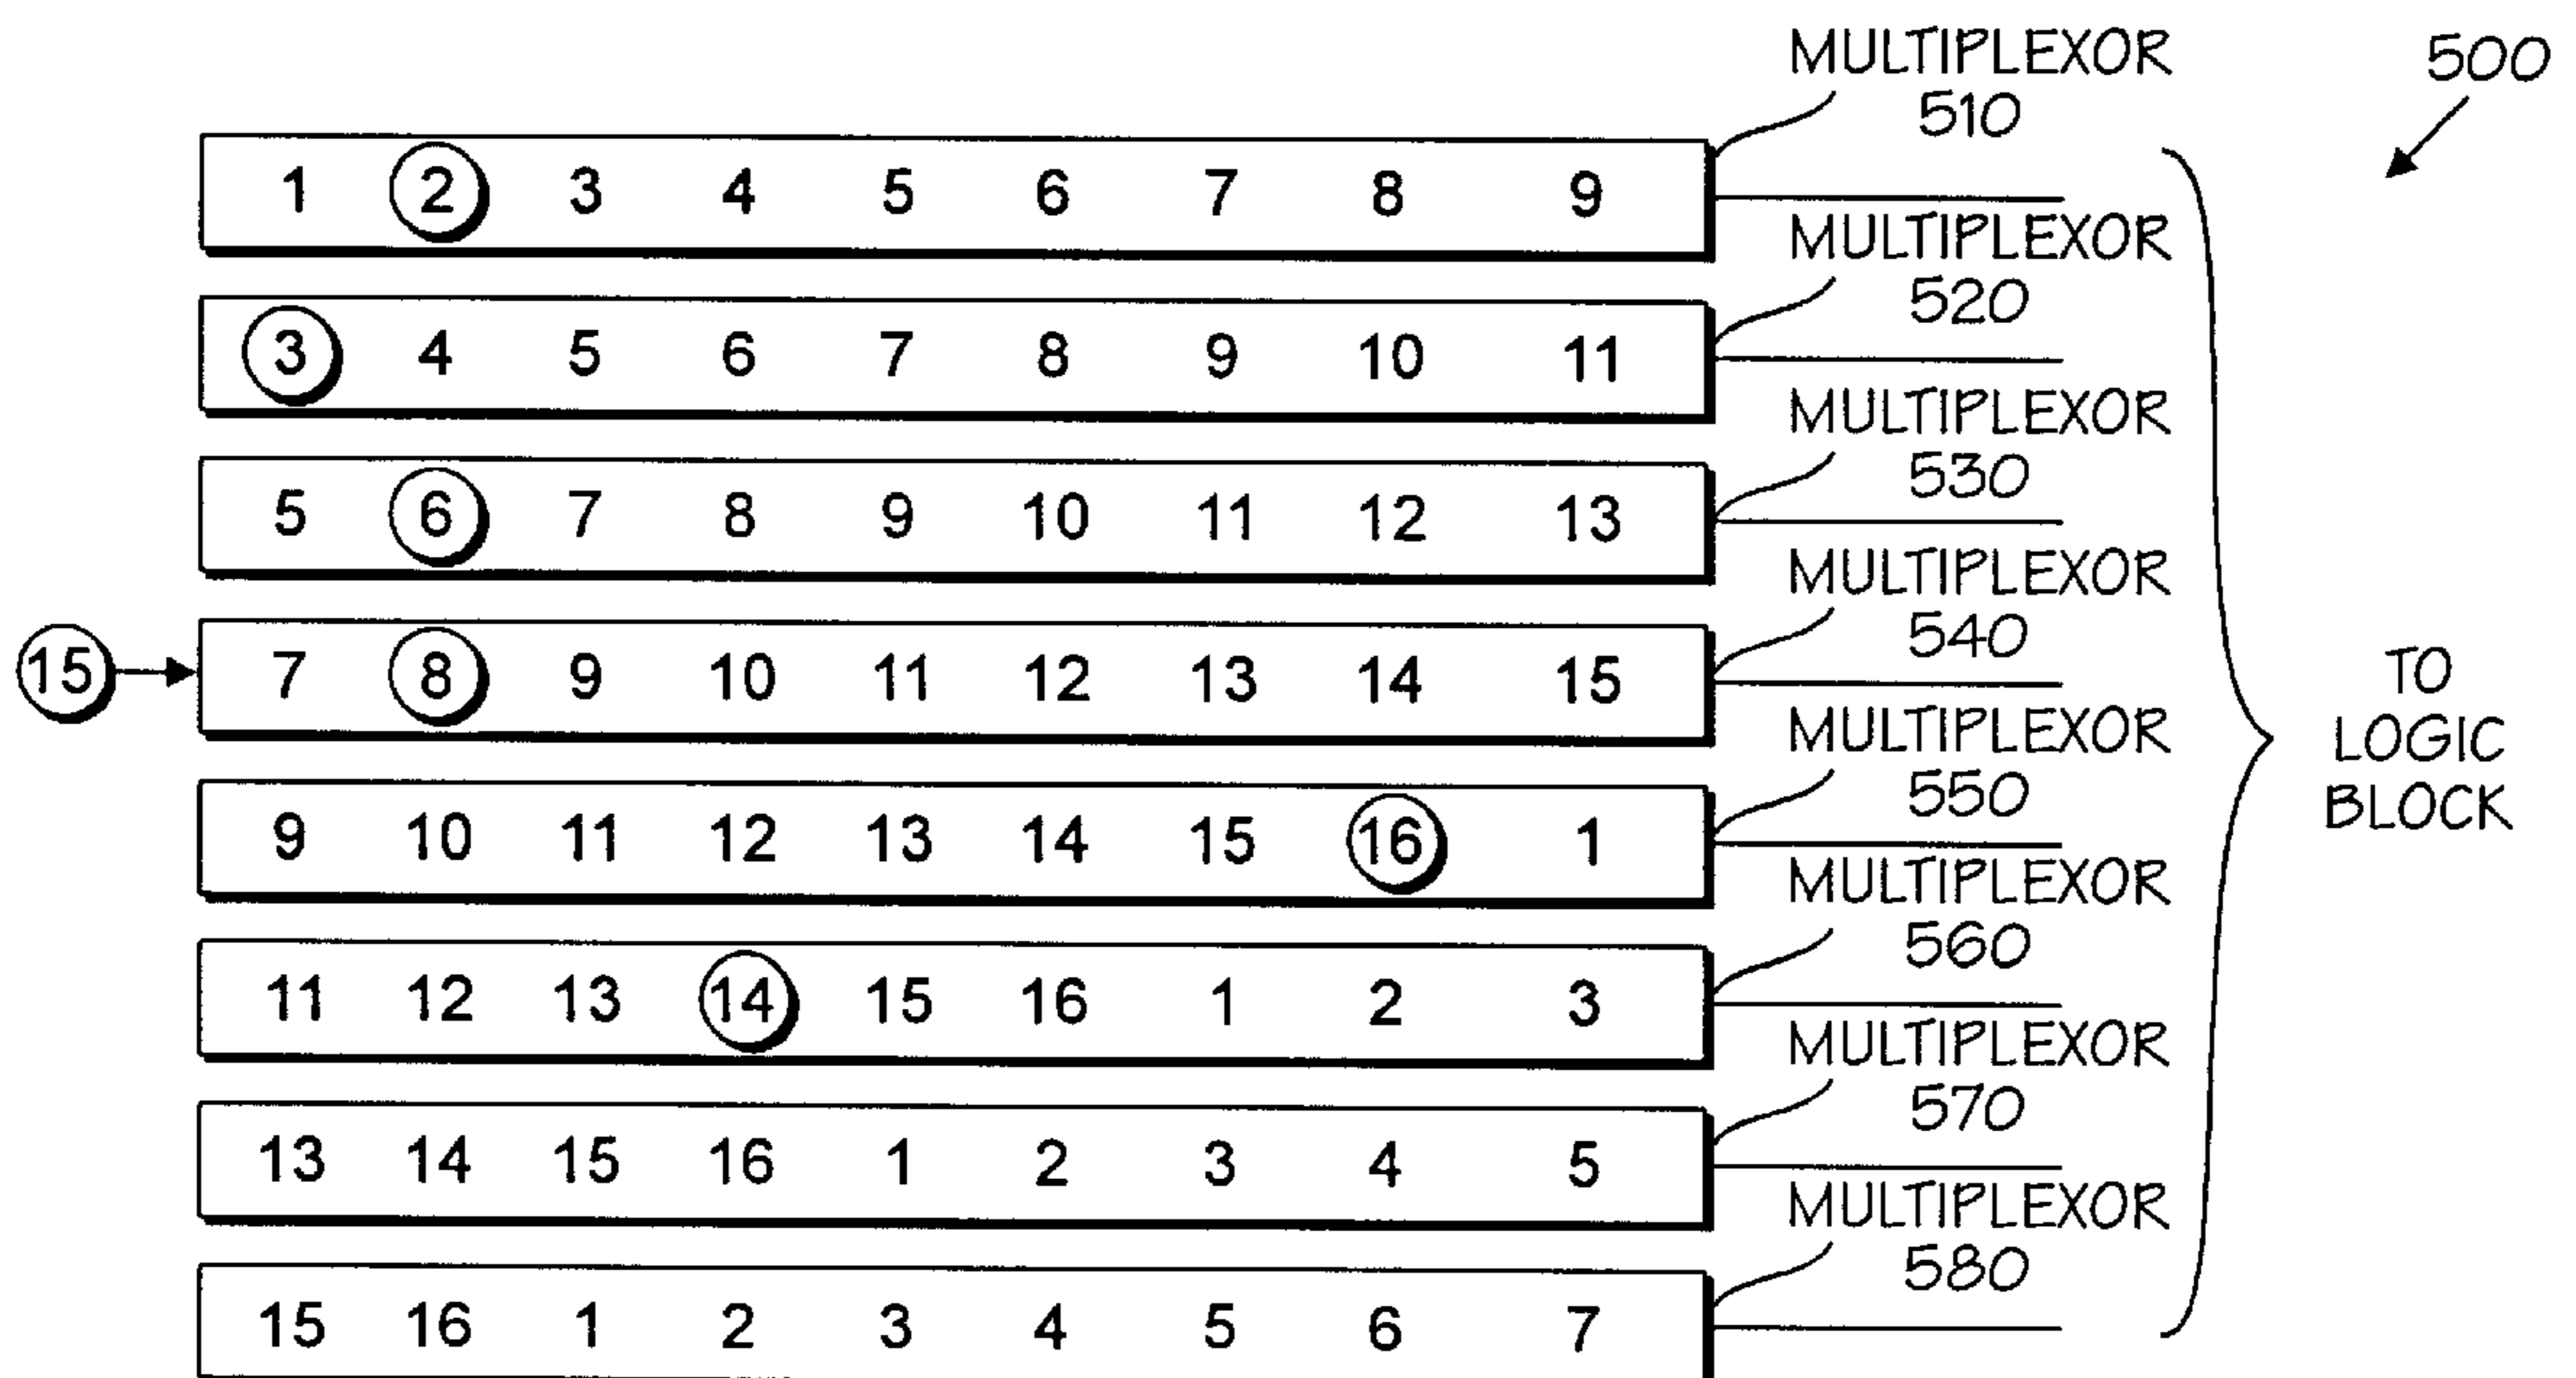 500
MULTIPLEXOR
510
1 2 3 4 5 6 7 8 9
MULTIPLEXOR
520
3 4 5 6 7 8 9 10 11
MULTIPLEXOR
530
5 6 7 8 9 10 11 12 13
MULTIPLEXOR
540
15 7 8 9 10 11 12 13 14 15
MULTIPLEXOR
550
9 10 11 12 13 14 15 16 1
MULTIPLEXOR
560
11 12 13 14 15 16 1 2 3
MULTIPLEXOR
570
13 14 15 16 1 2 3 4 5
MULTIPLEXOR
580
15 16 1 2 3 4 5 6 7
TO
LOGIC
BLOCK